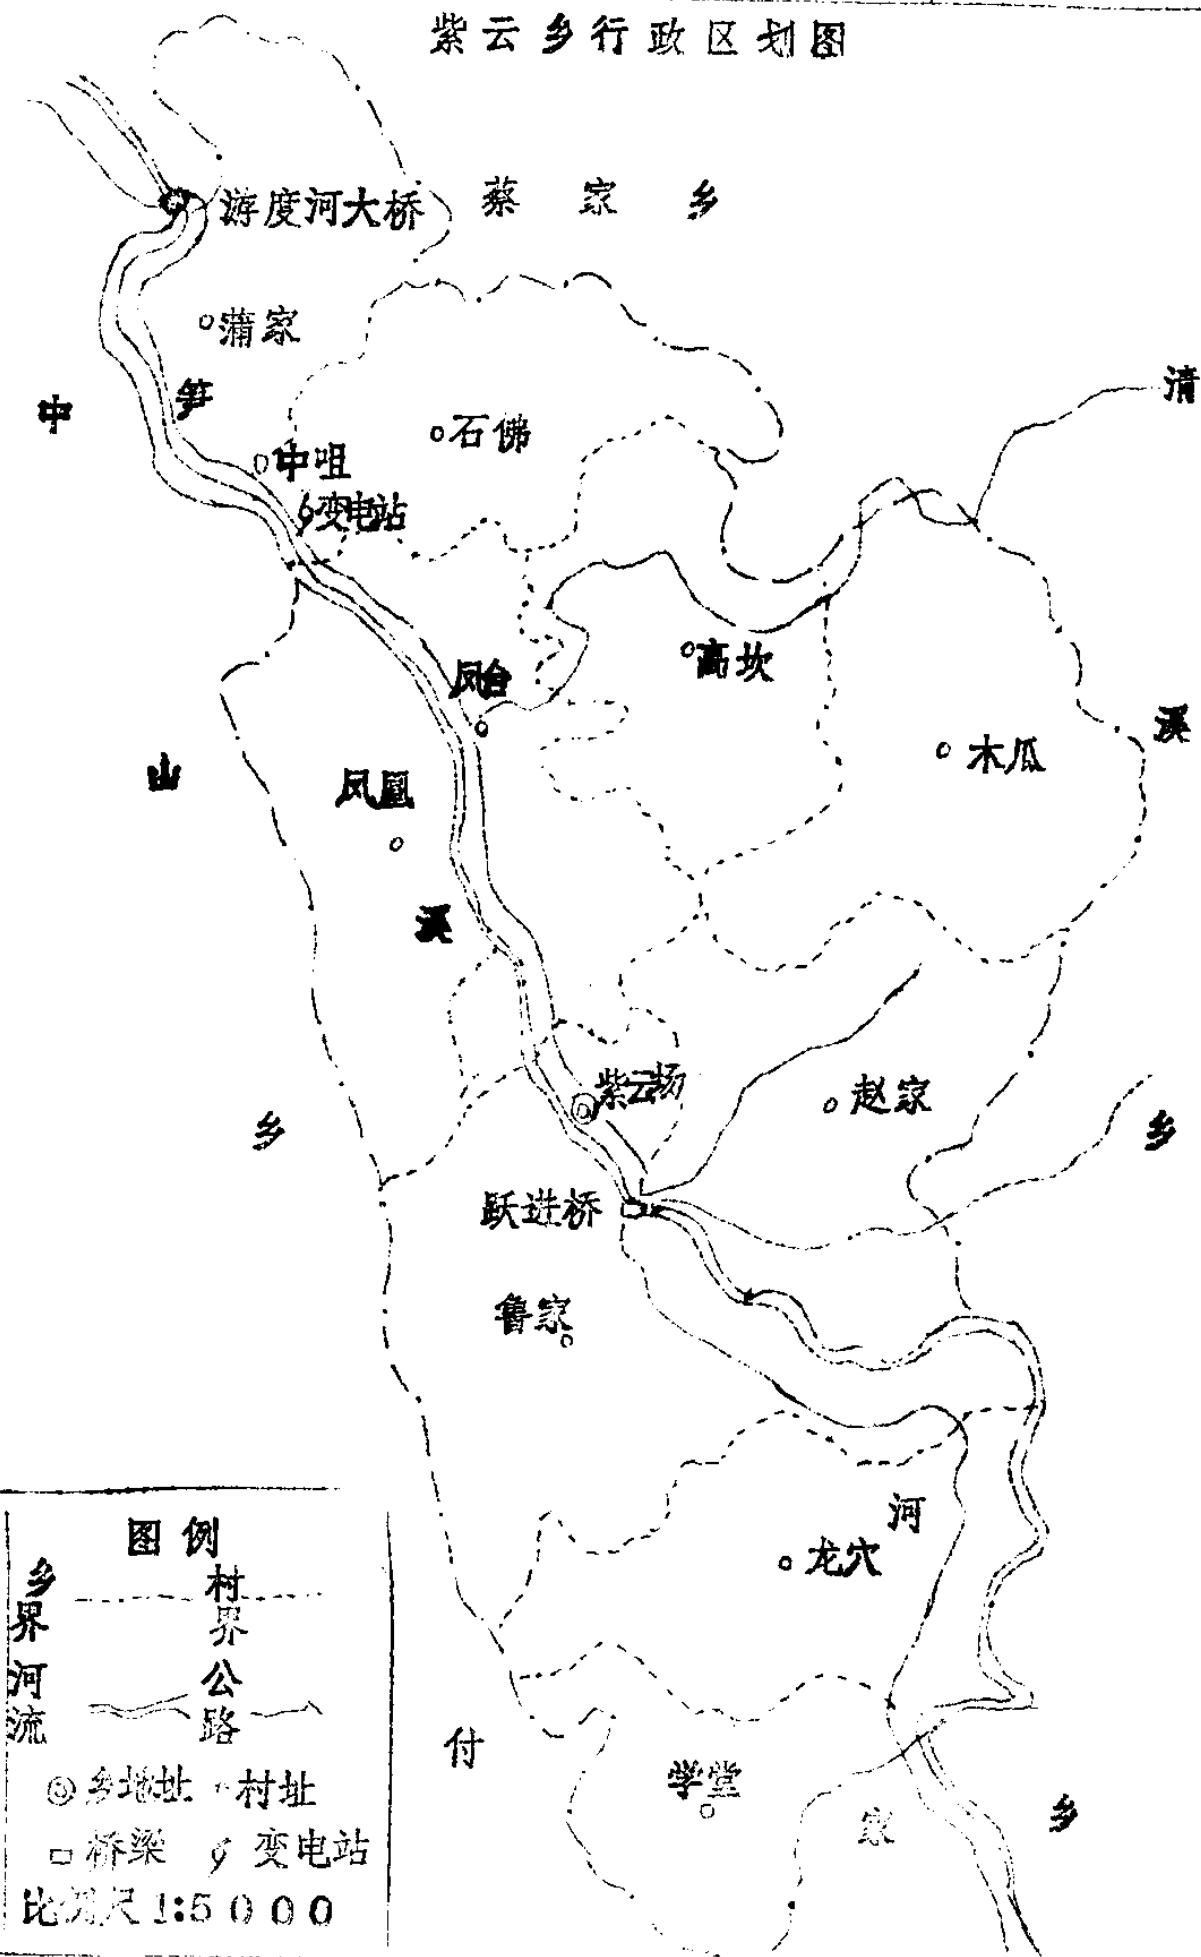 紫云乡行政区划图
游度河大桥
蔡家乡
蒲家
清溪乡
中山乡
笋溪河
石佛
中咀
变电站
高坎
凤台
木瓜
凤凰
紫云场
赵家
跃进桥
鲁家
龙穴
付家乡
学堂
图例
乡界
村界
河流
公路
乡地址
村址
桥梁
变电站
比例尺1:50000